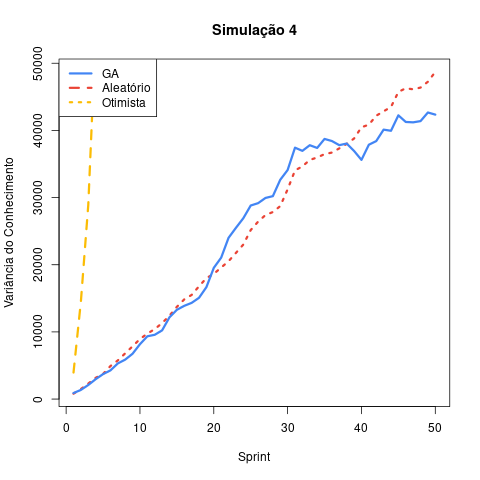 Simulação 4
GA
Aleatório
Otimista
Variância do Conhecimento
50000
40000
30000
20000
10000
0
0 10 20 30 40 50
Sprint